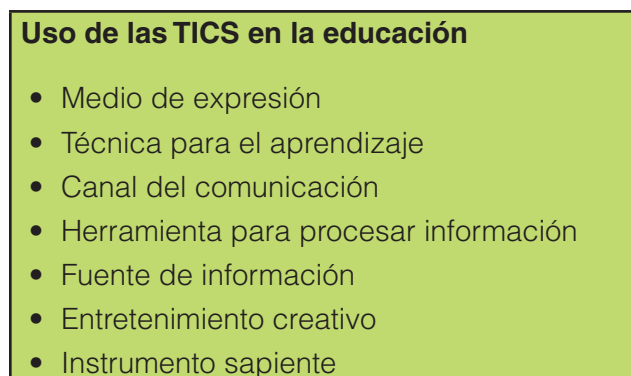 Uso de las TICS en la educación
• Medio de expresión
• Técnica para el aprendizaje
• Canal del comunicación
• Herramienta para procesar información
• Fuente de información
• Entretenimiento creativo
• Instrumento sapiente